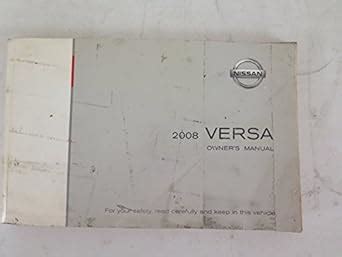 NISSAN
2008 VERSA
OWNER'S MANUAL
For your safety, read carefully and keep in this vehicle